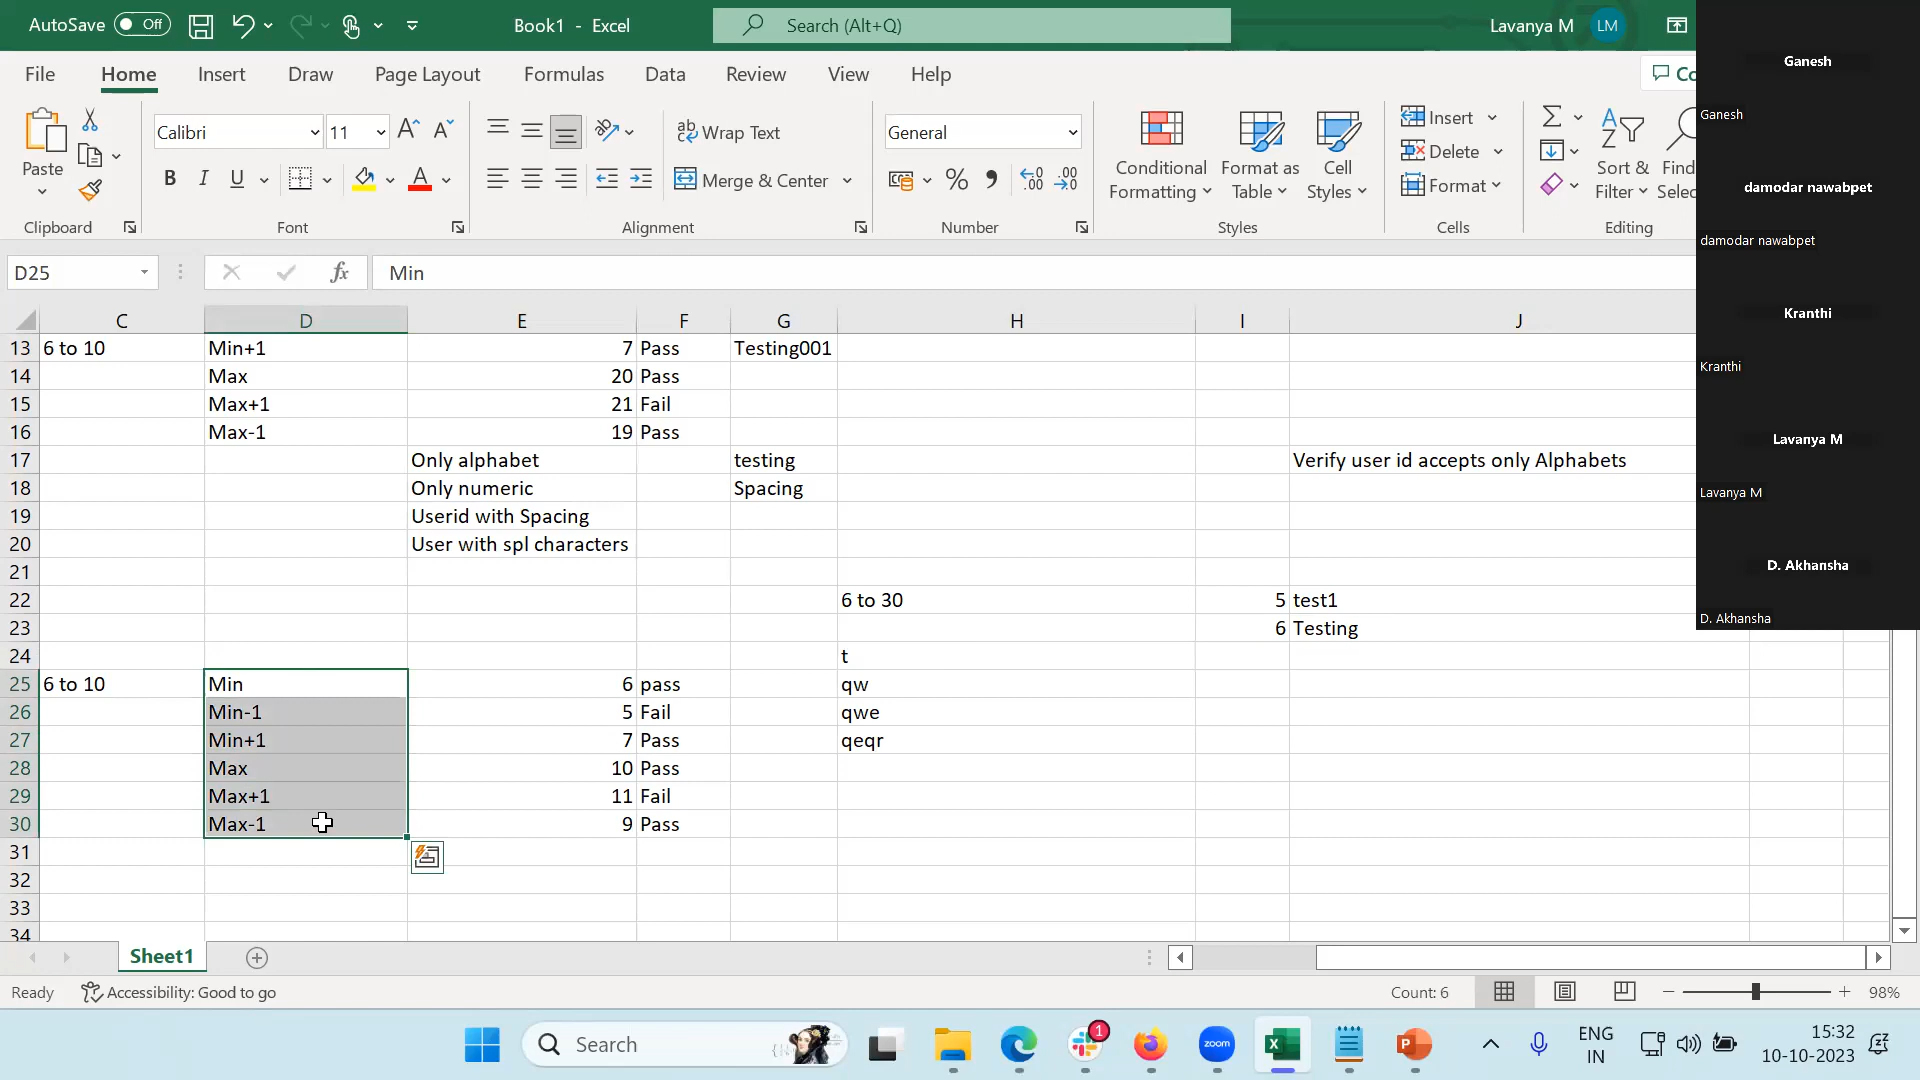 AutoSave Off Book1 - Excel Search (Alt+Q) Lavanya M LM
File Home Insert Draw Page Layout Formulas Data Review View Help Co
Paste
Clipboard
Calibri 11
B I U
Font
ab Wrap Text
Merge & Center
Alignment
General
Number
Conditional Formatting
Format as Table
Cell Styles
Styles
Insert
Delete
Format
Cells
Sort & Filter
Find
Selec
Editing
D25 fx Min
C D E F G H I J
13 6 to 10 Min+1 7 Pass Testing001
14 Max 20 Pass
15 Max+1 21 Fail
16 Max-1 19 Pass
17 Only alphabet testing Verify user id accepts only Alphabets
18 Only numeric Spacing
19 Userid with Spacing
20 User with spl characters
21
22 6 to 30 5 test1
23 6 Testing
24 t
25 6 to 10 Min 6 pass qw
26 Min-1 5 Fail qwe
27 Min+1 7 Pass qeqr
28 Max 10 Pass
29 Max+1 11 Fail
30 Max-1 9 Pass
31
32
33
34
Sheet1
Ready Accessibility: Good to go Count: 6 98%
Search 1 zoom ENG IN 15:32 10-10-2023
Ganesh
Ganesh
damodar nawabpet
damodar nawabpet
Kranthi
Kranthi
Lavanya M
Lavanya M
D. Akhansha
D. Akhansha